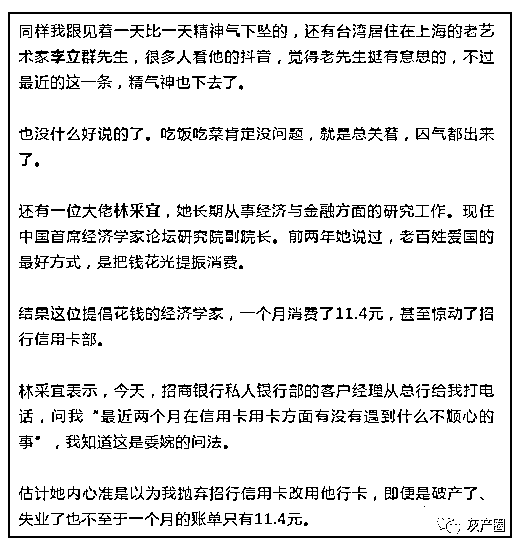 同样我跟见着一天比一天精神气下坠的，还有台湾居住在上海的老艺
术家李立群先生，很多人看他的抖音，觉得老先生挺有意思的，不过
最近的这一条，精气神也下去了。
也没什么好说的了。吃饭吃菜肯定没问题，就是总关着，囚气都出来
了。
还有一位大佬林采宜，她长期从事经济与金融方面的研究工作。现任
中国首席经济学家论坛研究院副院长。前两年她说过，老百姓爱国的
最好方式，是把钱花光提振消费。
结果这位提倡花钱的经济学家，一个月消费了11.4元，甚至惊动了招
行信用卡部。
林采宜表示，今天，招商银行私人银行部的客户经理从总行给我打电
话，问我“最近两个月在信用卡用卡方面有没有遇到什么不顺心的
事”，我知道这是委婉的问法。
估计她内心准是以为我抛弃招行信用卡改用他行卡，即便是破产了、
失业了也不至于一个月的账单只有11.4元。
灰产圈